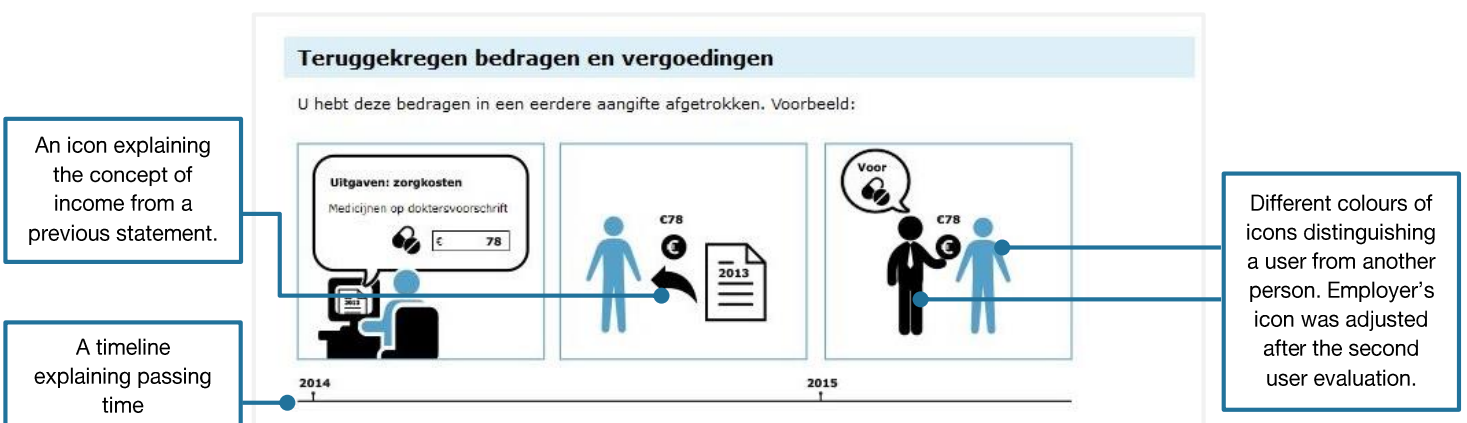 Teruggekregen bedragen en vergoedingen
U hebt deze bedragen in een eerdere aangifte afgetrokken. Voorbeeld:
An icon explaining
the concept of
income from a
previous statement.
Uitgaven: zorgkosten
Medicijnen op doktersvoorschrift
€ 78
2013
€78
€
2013
Voor
€78
€
Different colours of
icons distinguishing
a user from another
person. Employer's
icon was adjusted
after the second
user evaluation.
A timeline
explaining passing
time
2014
2015